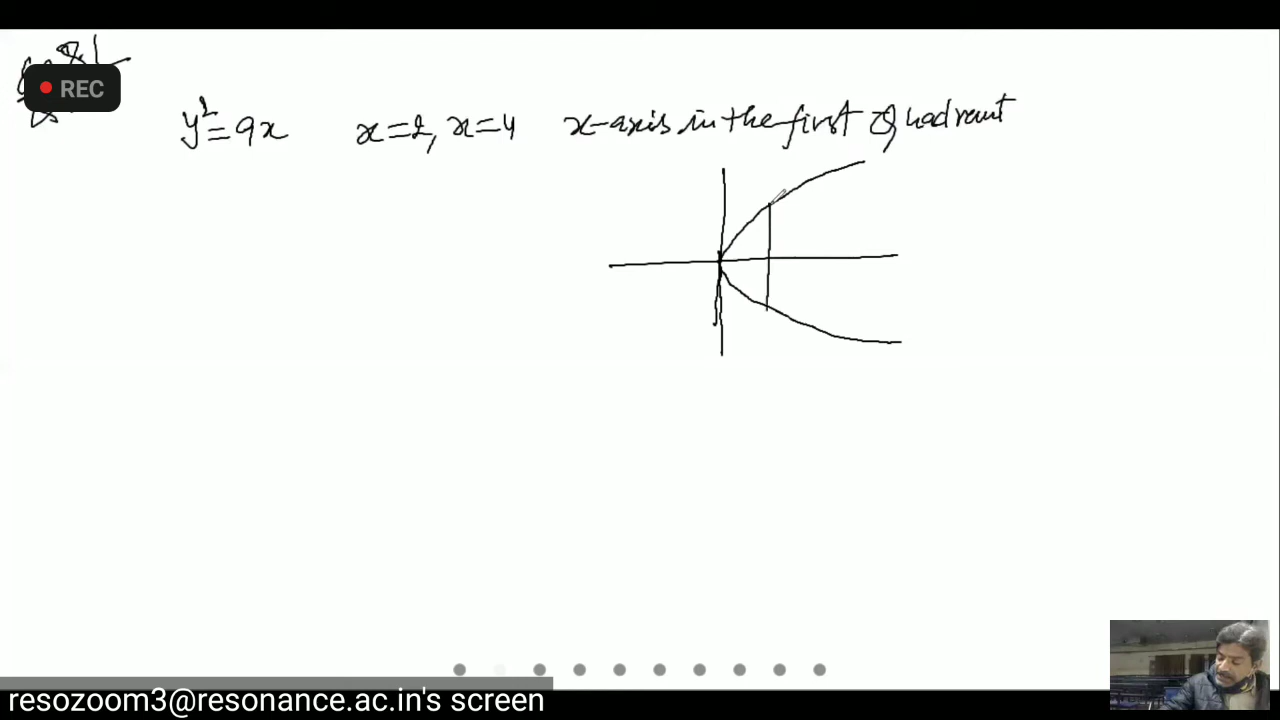 REC
y²=9x x=2, x=4 x-axis in the first Quadrant
resozoom3@resonance.ac.in's screen